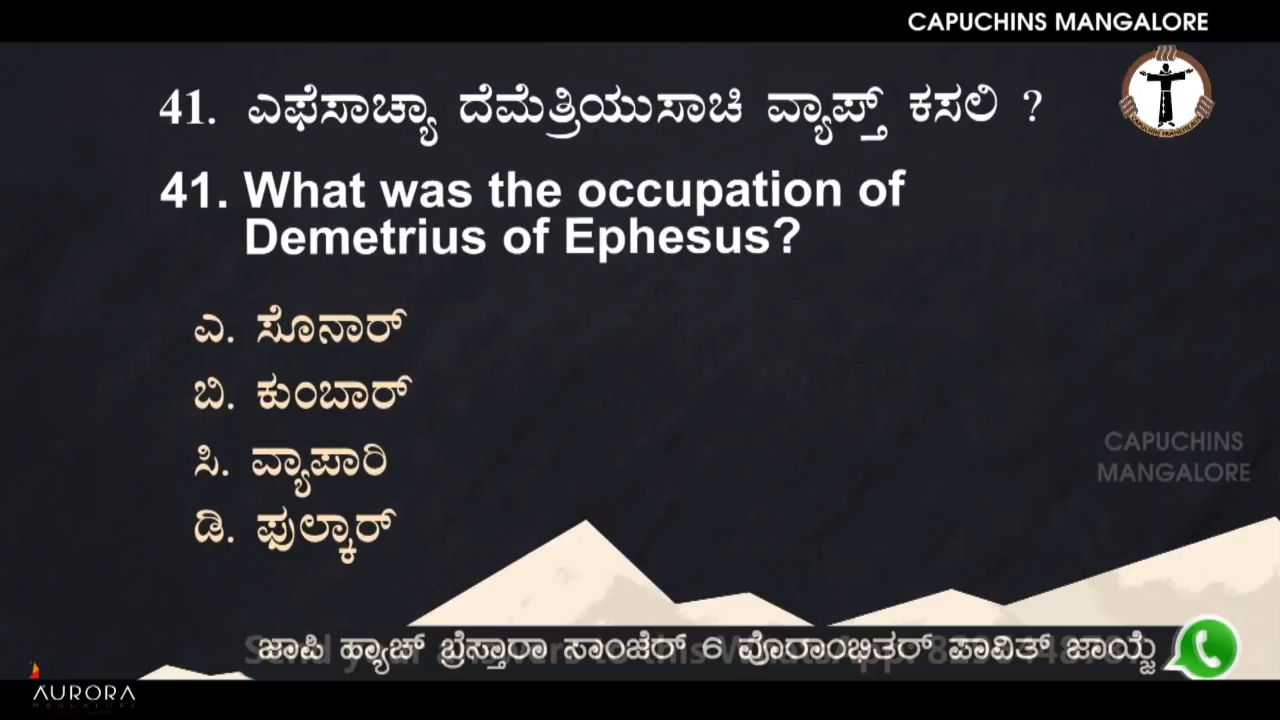 CAPUCHINS MANGALORE
41. ಎಫೆಸಾಚ್ಯಾ ದೆಮೆತ್ರಿಯುಸಾಚಿ ವ್ಯಾಪ್ತ್ ಕಸಲಿ ?
41. What was the occupation of
Demetrius of Ephesus?
ಎ. ಸೊನಾರ್
ಬಿ. ಕುಂಬಾರ್
ಸಿ. ವ್ಯಾಪಾರಿ
ಡಿ. ಫುಲ್ಕಾರ್
CAPUCHINS
MANGALORE
ಜಾಪಿ ಹ್ಯಾಚ್ ಬ್ರೆಸ್ತಾರಾ ಸಾಂಜೆರ್ 6 ವೊರಾಂಭಿತರ್ ಪಾವಿತ್ ಜಾಯ್ಜೆ
AURORA
MANGALORE